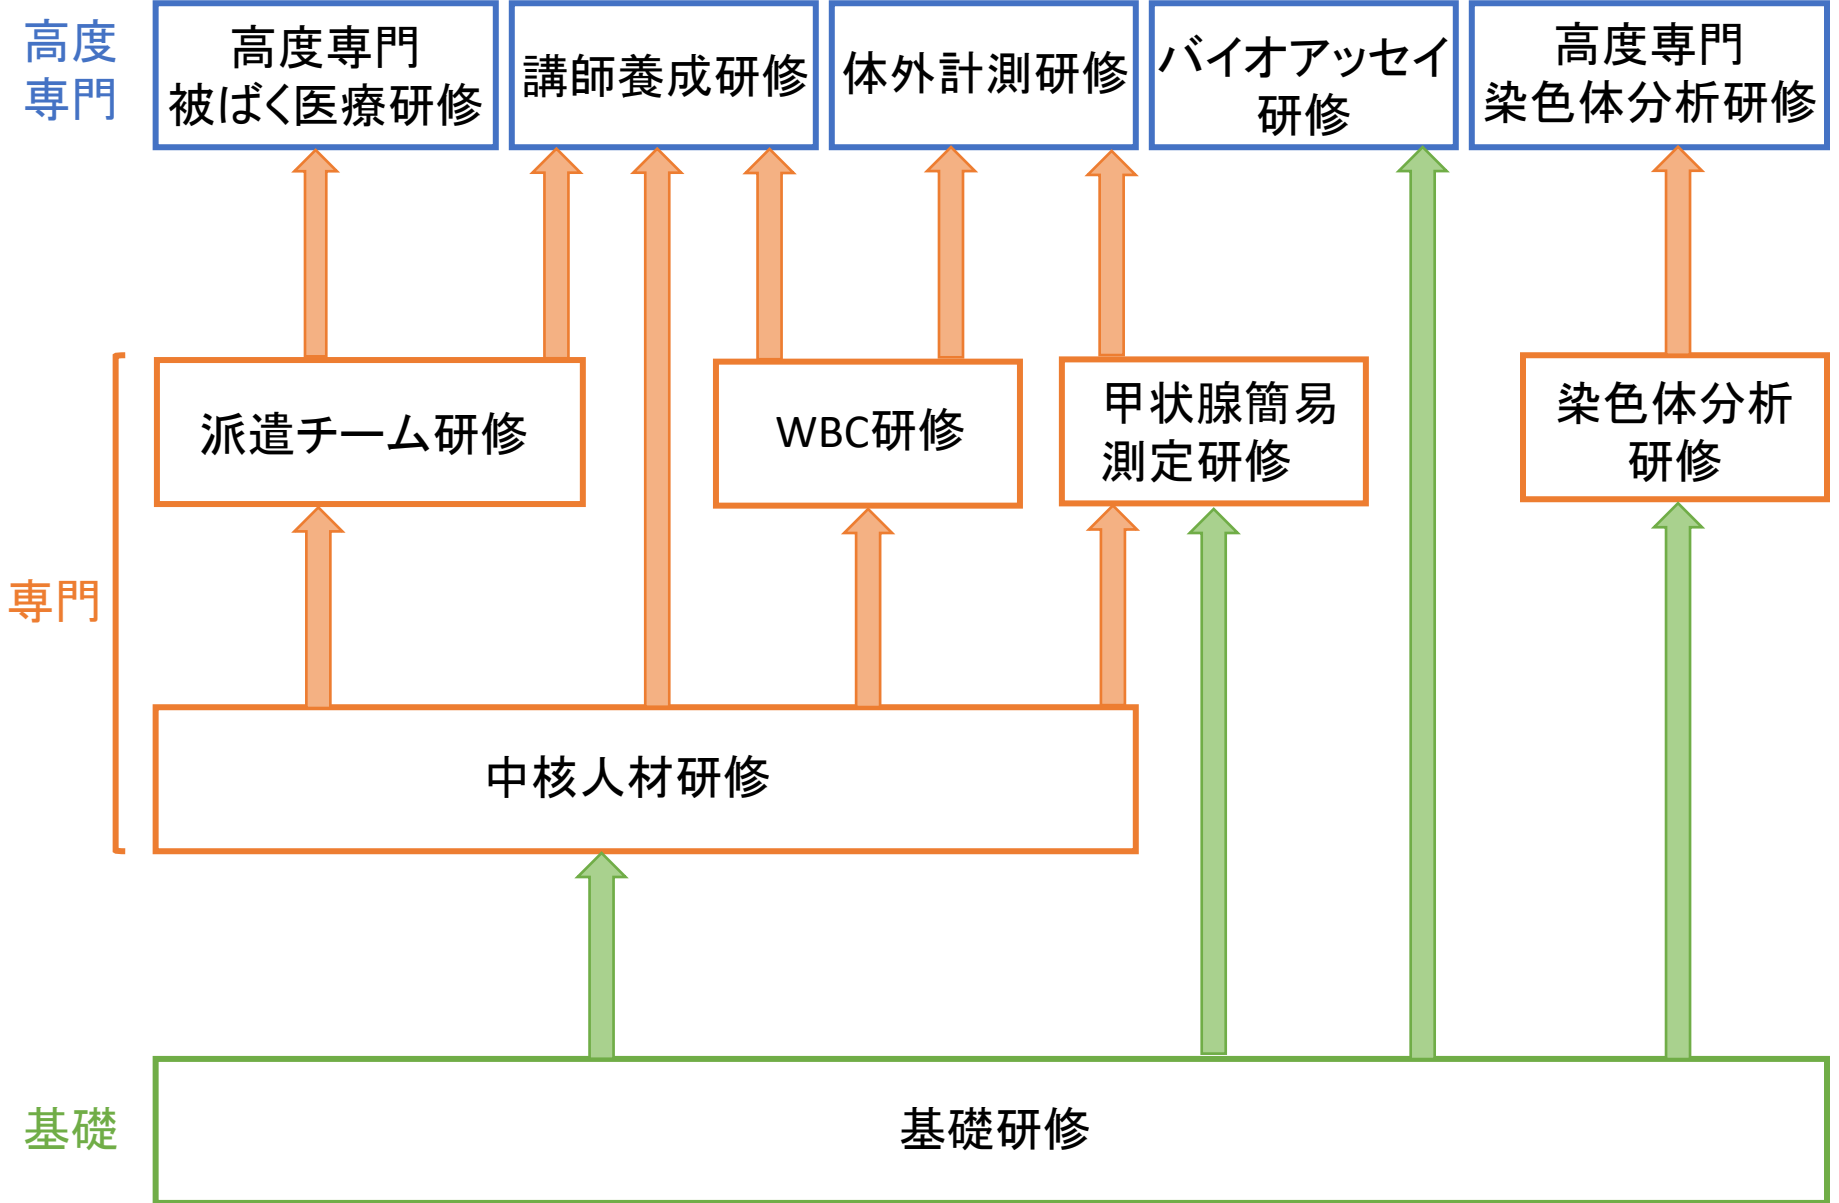 高度
専門
高度専門
被ばく医療研修
講師養成研修
体外計測研修
バイオアッセイ
研修
高度専門
染色体分析研修
専門
派遣チーム研修
WBC研修
甲状腺簡易
測定研修
染色体分析
研修
中核人材研修
基礎
基礎研修